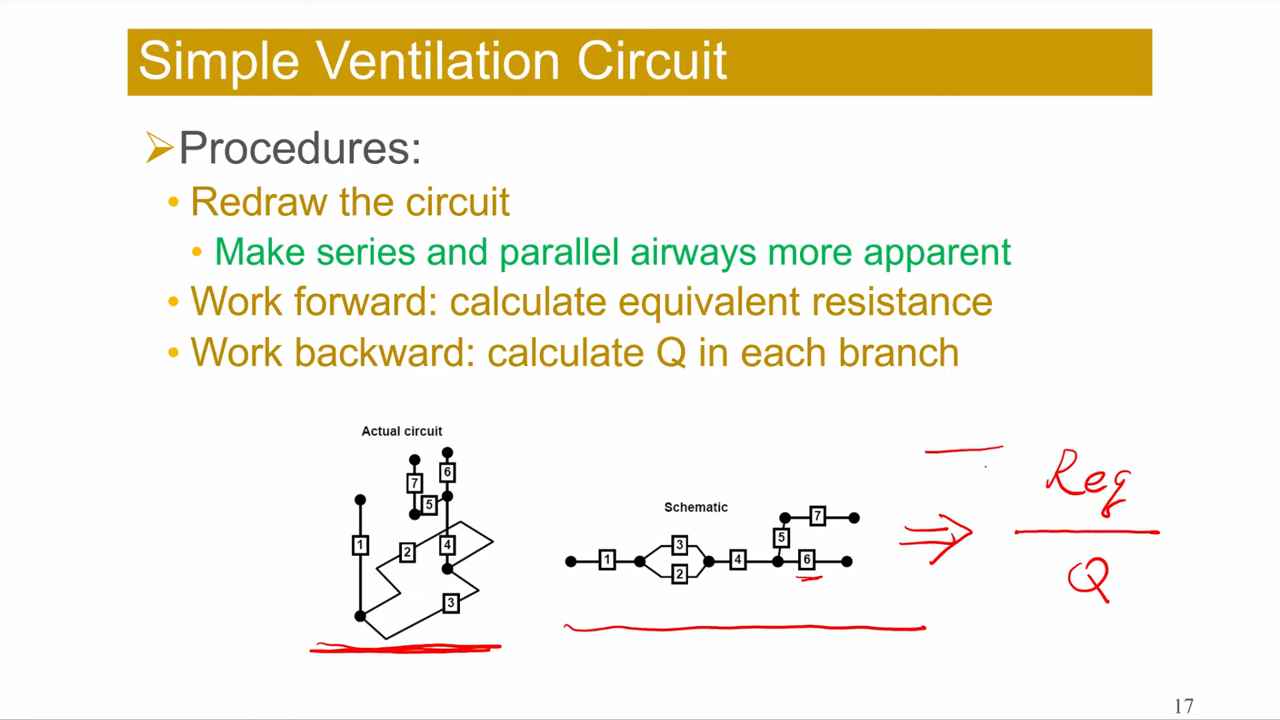 Simple Ventilation Circuit
Procedures:
Redraw the circuit
Make series and parallel airways more apparent
Work forward: calculate equivalent resistance
Work backward: calculate Q in each branch
Actual circuit
7
6
5
1
2
4
3
Schematic
7
5
3
1
4
6
2
Req
Q
17